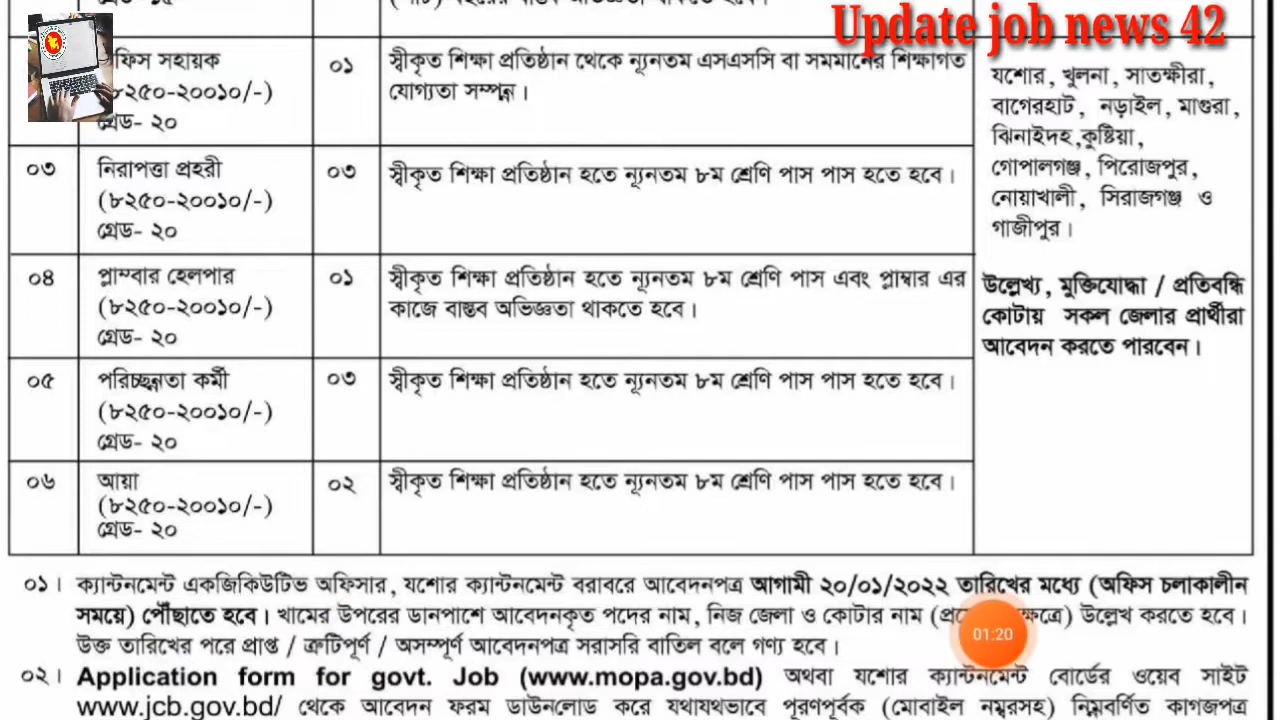 Update job news 42
সহায়ক
৮২৫০-২০০১০/-)
গ্রেড- ২০
০১
স্বীকৃত শিক্ষা প্রতিষ্ঠান থেকে ন্যূনতম এসএসসি বা সমমানের শিক্ষাগত
যোগ্যতা সম্পন্ন।
যশোর, খুলনা, সাতক্ষীরা,
বাগেরহাট, নড়াইল, মাগুরা,
ঝিনাইদহ,কুষ্টিয়া,
গোপালগঞ্জ, পিরোজপুর,
নোয়াখালী, সিরাজগঞ্জ ও
গাজীপুর।
উল্লেখ্য, মুক্তিযোদ্ধা / প্রতিবন্ধি
কোটায় সকল জেলার প্রার্থীরা
আবেদন করতে পারবেন।
০৩
নিরাপত্তা প্রহরী
(৮২৫০-২০০১০/-)
গ্রেড- ২০
০৩
স্বীকৃত শিক্ষা প্রতিষ্ঠান হতে ন্যূনতম ৮ম শ্রেণি পাস পাস হতে হবে।
০৪
প্লাম্বার হেলপার
(৮২৫০-২০০১০/-)
গ্রেড- ২০
০১
স্বীকৃত শিক্ষা প্রতিষ্ঠান হতে ন্যূনতম ৮ম শ্রেণি পাস এবং প্লাম্বার এর
কাজে বাস্তব অভিজ্ঞতা থাকতে হবে।
০৫
পরিচ্ছন্নতা কর্মী
(৮২৫০-২০০১০/-)
গ্রেড- ২০
০৩
স্বীকৃত শিক্ষা প্রতিষ্ঠান হতে ন্যূনতম ৮ম শ্রেণি পাস পাস হতে হবে।
০৬
আয়া
(৮২৫০-২০০১০/-)
গ্রেড- ২০
০২
স্বীকৃত শিক্ষা প্রতিষ্ঠান হতে ন্যূনতম ৮ম শ্রেণি পাস পাস হতে হবে।
০১। ক্যান্টনমেন্ট একজিকিউটিভ অফিসার, যশোর ক্যান্টনমেন্ট বরাবরে আবেদনপত্র আগামী ২০/০১/২০২২ তারিখের মধ্যে (অফিস চলাকালীন
সময়ে) পৌঁছাতে হবে। খামের উপরের ডানপাশে আবেদনকৃত পদের নাম, নিজ জেলা ও কোটার নাম উল্লেখ করতে হবে।
উক্ত তারিখের পরে প্রাপ্ত / ত্রুটিপূর্ণ / অসম্পূর্ণ আবেদনপত্র সরাসরি বাতিল বলে গণ্য হবে।
01:20
০২। Application form for govt. Job (www.mopa.gov.bd) অথবা যশোর ক্যান্টনমেন্ট বোর্ডের ওয়েব সাইট
www.jcb.gov.bd/ থেকে আবেদন ফরম ডাউনলোড করে যথাযথভাবে পূরণপূর্বক (মোবাইল নম্বরসহ) নিম্নবর্ণিত কাগজপত্র